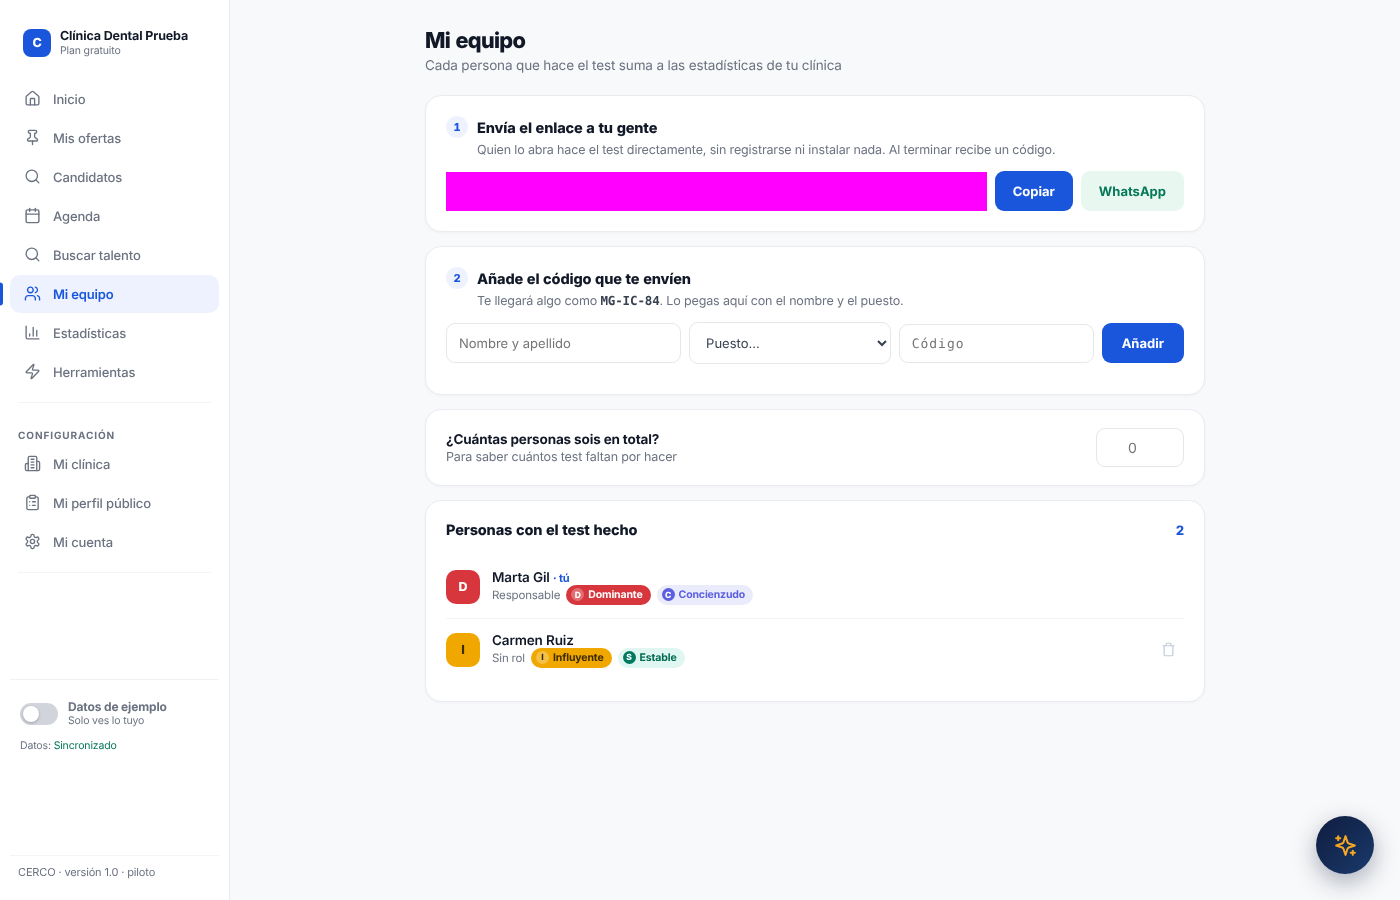 C
Clínica Dental Prueba
Plan gratuito
Inicio
Mis ofertas
Candidatos
Agenda
Buscar talento
Mi equipo
Estadísticas
Herramientas
CONFIGURACIÓN
Mi clínica
Mi perfil público
Mi cuenta
Datos de ejemplo
Solo ves lo tuyo
Datos: Sincronizado
CERCO · versión 1.0 · piloto
Mi equipo
Cada persona que hace el test suma a las estadísticas de tu clínica
1 Envía el enlace a tu gente
Quien lo abra hace el test directamente, sin registrarse ni instalar nada. Al terminar recibe un código.
Copiar WhatsApp
2 Añade el código que te envíen
Te llegará algo como MG-IC-84. Lo pegas aquí con el nombre y el puesto.
Nombre y apellido Puesto... Código Añadir
¿Cuántas personas sois en total?
Para saber cuántos test faltan por hacer
0
Personas con el test hecho 2
D
Marta Gil · tú
Responsable D Dominante C Concienzudo
I
Carmen Ruiz
Sin rol I Influyente S Estable